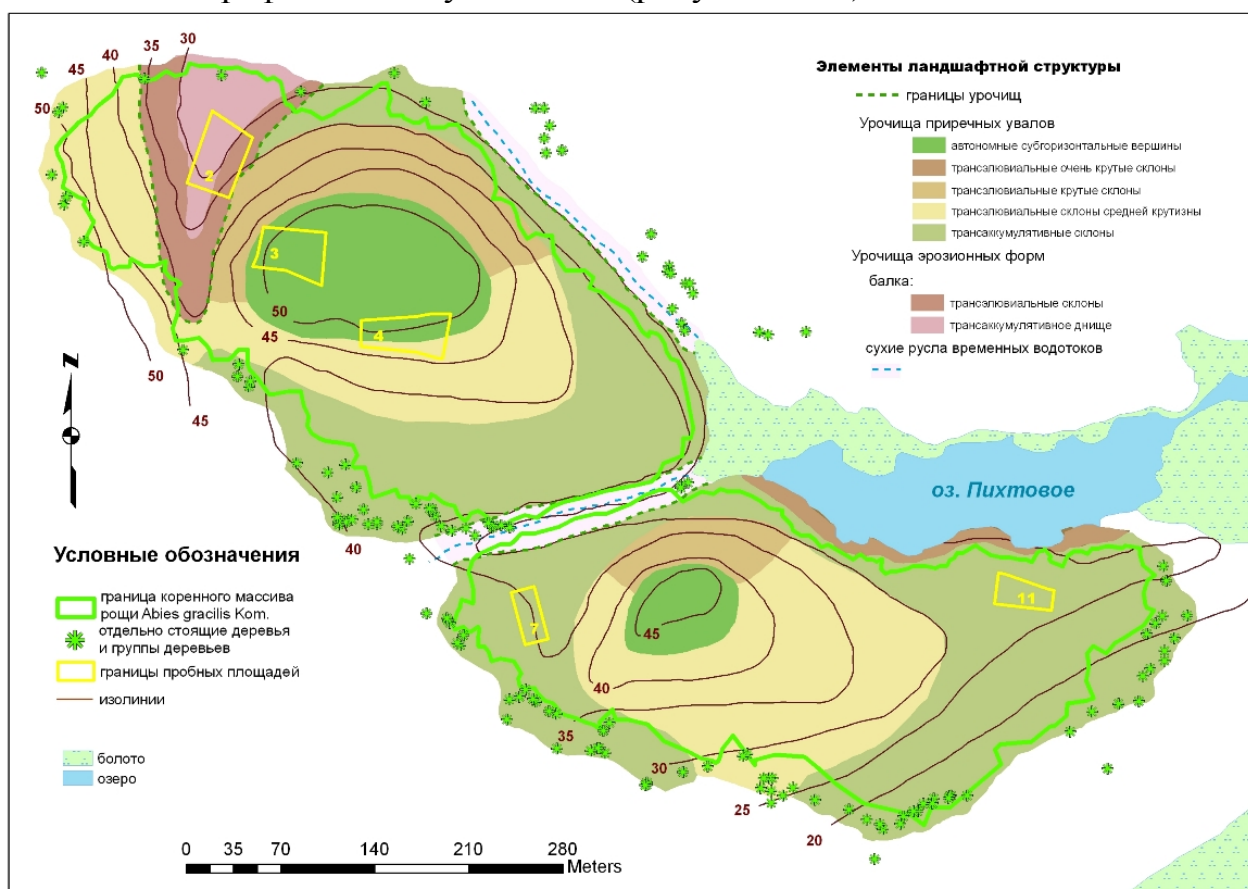 35
30
40
45
50
Элементы ландшафтной структуры
границы урочищ
Урочища приречных увалов
автономные субгоризонтальные вершины
трансэлювиальные очень крутые склоны
трансэлювиальные крутые склоны
трансэлювиальные склоны средней крутизны
трансаккумулятивные склоны
Урочища эрозионных форм
балка:
трансэлювиальные склоны
трансаккумулятивное днище
сухие русла временных водотоков
2
3
50
4
45
50
45
N
оз. Пихтовое
40
Условные обозначения
граница коренного массива
рощи Abies gracilis Kom.
отдельно стоящие деревья
и группы деревьев
границы пробных площадей
изолинии
болото
озеро
7
11
45
40
35
30
25
20
0 35 70 140 210 280
Meters